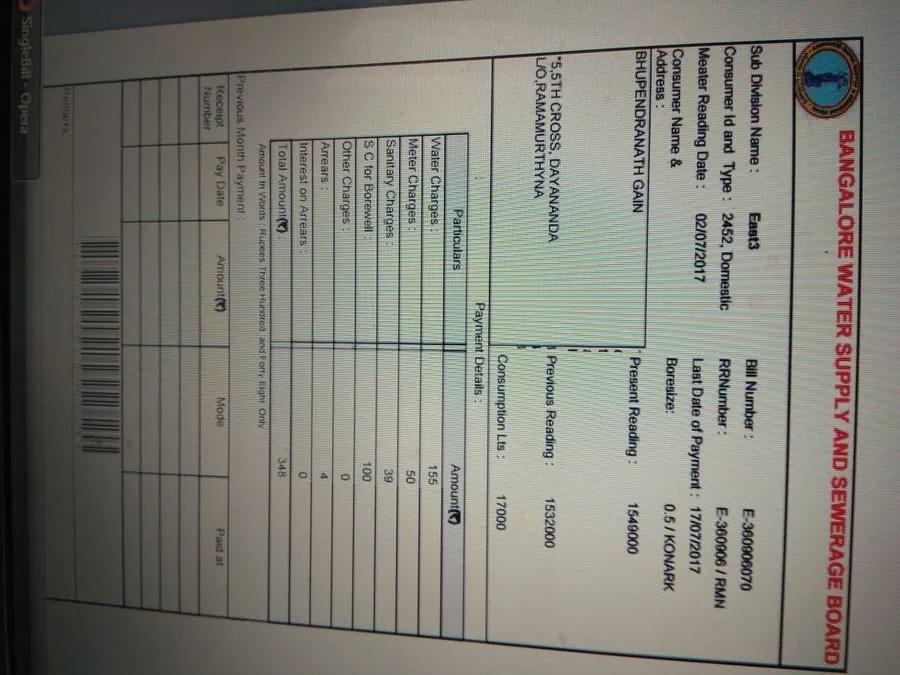 BANGALORE WATER SUPPLY AND SEWERAGE BOARD
Sub Division Name : East3 Bill Number : E-360906070
Consumer Id and Type : 2452, Domestic RRNumber : E-360906 / RMN
Meater Reading Date : 02/07/2017 Last Date of Payment : 17/07/2017
Consumer Name & Address : Boresize: 0.5 / KONARK
BHUPENDRANATH GAIN Present Reading : 1549000
"5,5TH CROSS, DAYANANDA Previous Reading : 1532000
L/O,RAMAMURTHYNA
Consumption Lts : 17000
Payment Details :
Particulars Amount(₹)
Water Charges : 155
Meter Charges : 50
Sanitary Charges : 39
S C for Borewell : 100
Other Charges : 0
Arrears : 4
Interest on Arrears : 0
Total Amount(₹) : 348
Amount in Words : Rupees Three Hundred and Forty Eight Only
Previous Month Payment :
Receipt Number Pay Date Amount(₹) Mode Paid at
Remarks
SingleBill - Opera